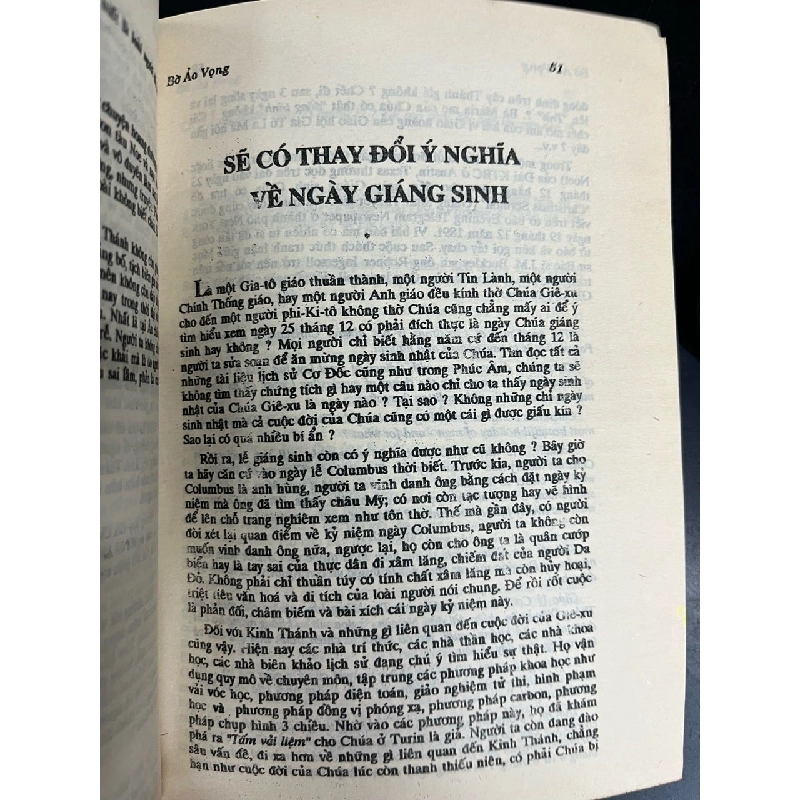 Bờ Ảo Vọng 51
SẼ CÓ THAY ĐỔI Ý NGHĨA
VỀ NGÀY GIÁNG SINH
Là một Gia-tô giáo thuần thành, một người Tin Lành, một người
Chính Thống giáo, hay một người Anh giáo đều kính thờ Chúa Giê-xu
cho đến một người phi-Ki-tô không thờ Chúa cũng chẳng mấy ai để ý
tìm hiểu xem ngày 25 tháng 12 có phải đích thực là ngày Chúa giáng
sinh hay không ? Mọi người chỉ biết hằng năm cứ đến tháng 12 là
người ta sửa soạn để ăn mừng ngày sinh nhật của Chúa. Tìm đọc tất cả
những tài liệu lịch sử Cơ Đốc cũng như trong Phúc Âm, chúng ta sẽ
không tìm thấy chứng tích gì hay một câu nào chỉ cho ta thấy ngày sinh
nhật của Chúa Giê-xu là ngày nào ? Tại sao ? Không những chỉ ngày
sinh nhật mà cả cuộc đời của Chúa cũng có một cái gì được giấu kín ?
Sao lại có quá nhiều bí ẩn ?
Rồi ra, lễ giáng sinh còn có ý nghĩa được như cũ không ? Bây giờ
ta hãy căn cứ vào ngày lễ Columbus thời biết. Trước kia, người ta cho
Columbus là anh hùng, người ta vinh danh ông bằng cách đặt ngày kỷ
niệm mà ông đã tìm thấy châu Mỹ; có nơi còn tạc tượng hay vẽ hình
để lên chỗ trang nghiêm xem như tôn thờ. Thế mà gần đây, có người
đòi xét lại quan điểm về kỷ niệm ngày Columbus, người ta không còn
muốn vinh danh ông nữa, ngược lại, họ còn cho ông ta là quân cướp
biển hay là tay sai của thực dân đi xâm lăng, chiếm đất của người Da
Đỏ. Không phải chỉ thuần túy có tính chất xâm lăng mà còn hủy hoại,
triệt tiêu văn hoá và di tích của loài người nói chung. Để rồi rốt cuộc
là phản đối, châm biếm và bài xích cái ngày kỷ niệm này.
Đối với Kinh Thánh và những gì liên quan đến cuộc đời của Giê-xu
cũng vậy. Hiện nay các nhà trí thức, các nhà thần học, các nhà khoa
học, các nhà biên khảo lịch sử đang chú ý tìm hiểu sự thật. Họ vận
dụng quy mô về chuyên môn, tập trung các phương pháp khoa học như
vải vóc học, phương pháp điện toán, giảo nghiệm tử thi, hình phạm
học và phương pháp đồng vị phóng xạ, phương pháp carbon, phương
pháp chụp hình 3 chiều. Nhờ vào các phương pháp này, họ đã khám
phá ra "Tấm vải liệm" cho Chúa ở Turin là giả. Người ta còn đang đào
sâu vấn đề, đi xa hơn về những gì liên quan đến Kinh Thánh, chẳng
hạn như cuộc đời của Chúa lúc còn thanh thiếu niên, có phải Chúa bị